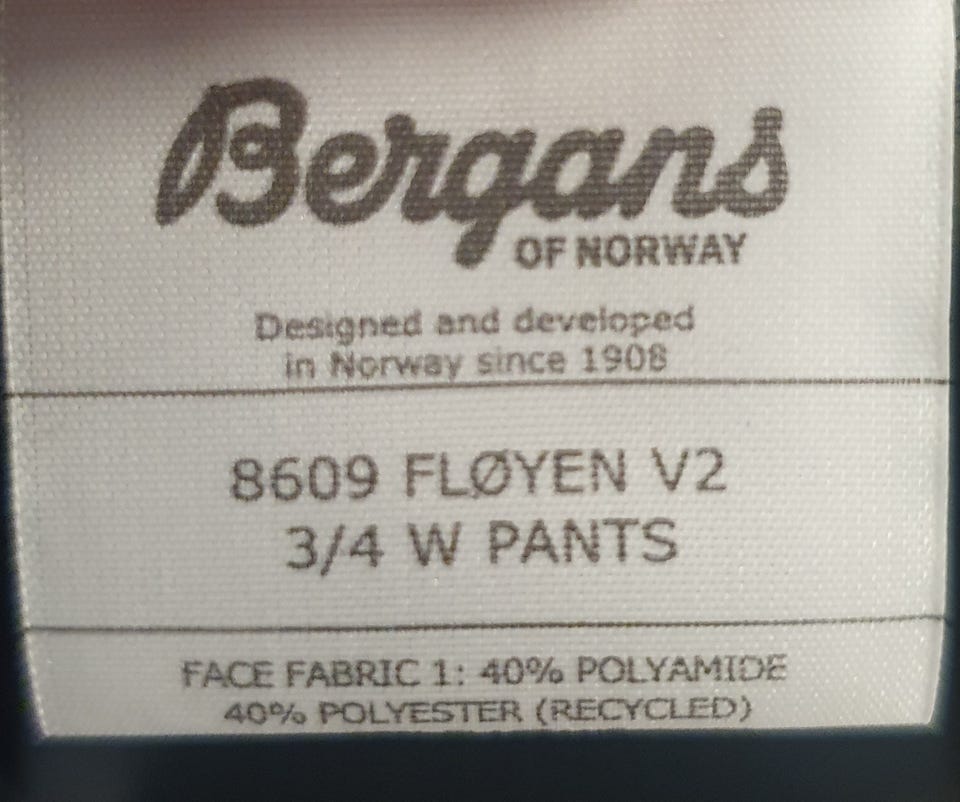 Bergans
OF NORWAY
Designed and developed
in Norway since 1908
8609 FLØYEN V2
3/4 W PANTS
FACE FABRIC 1: 40% POLYAMIDE
40% POLYESTER (RECYCLED)